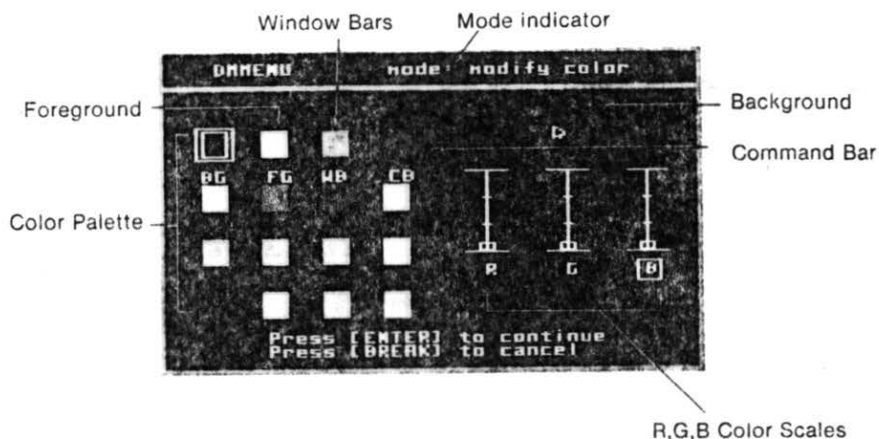 Window Bars
Mode indicator
DMMENU mode: modify color
Foreground
Background
Command Bar
BG FG WB CB
Color Palette
R G B
Press [ENTER] to continue
Press [BREAK] to cancel
R,G,B Color Scales